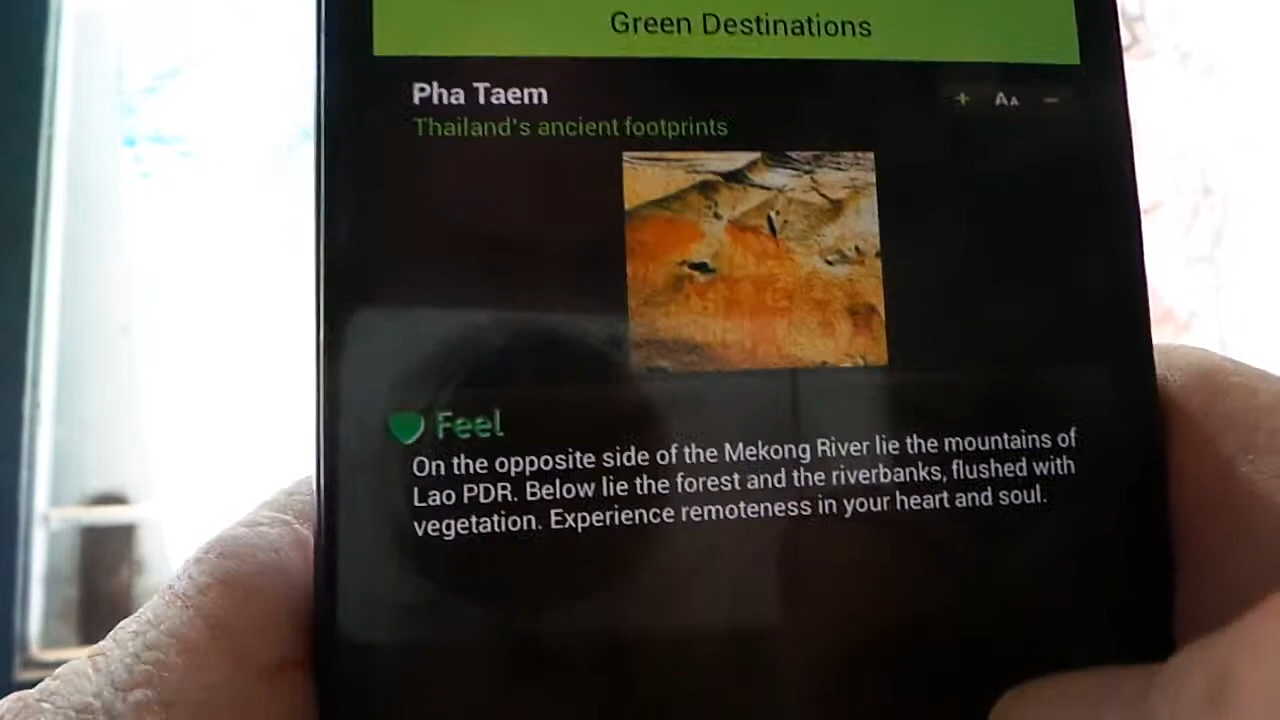 Green Destinations
Pha Taem
+ AA −
Thailand's ancient footprints
Feel
On the opposite side of the Mekong River lie the mountains of
Lao PDR. Below lie the forest and the riverbanks, flushed with
vegetation. Experience remoteness in your heart and soul.